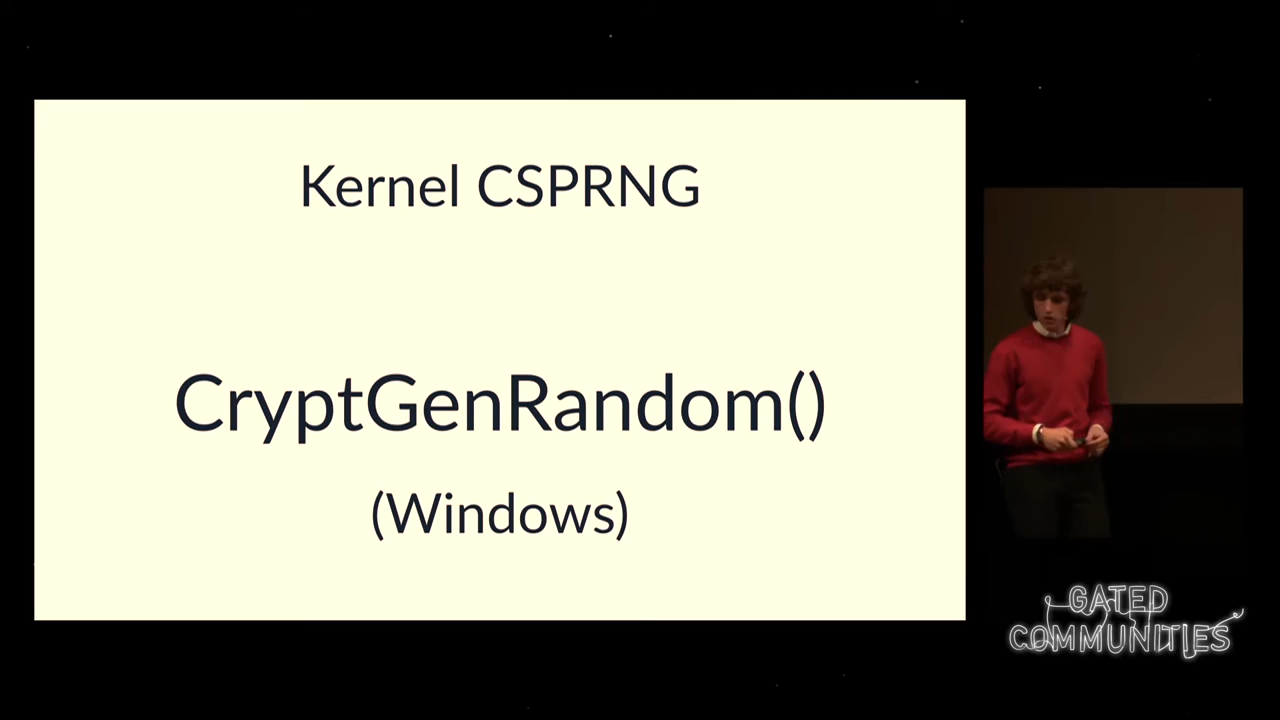 Kernel CSPRNG
CryptGenRandom()
(Windows)
GATED
COMMUNITIES